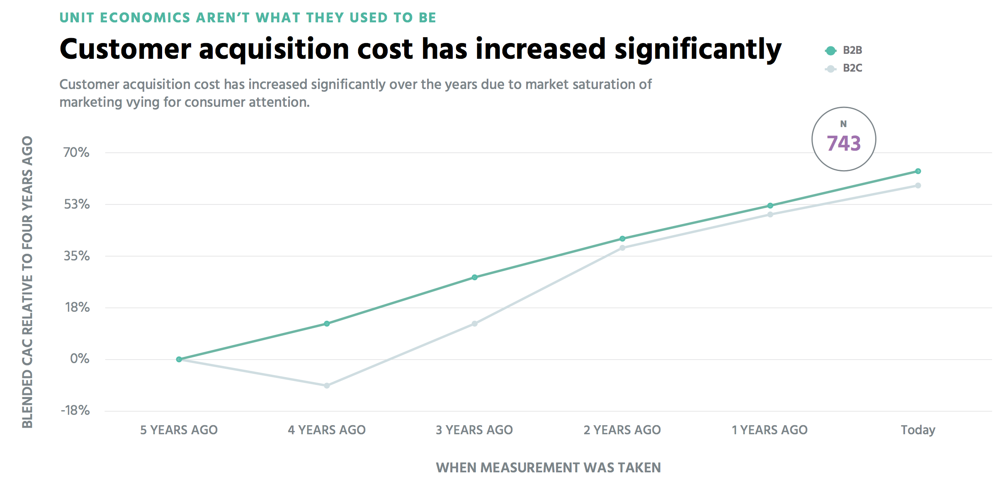 UNIT ECONOMICS AREN’T WHAT THEY USED TO BE
Customer acquisition cost has increased significantly
B2B
B2C
Customer acquisition cost has increased significantly over the years due to market saturation of
marketing vying for consumer attention.
N
743
BLENDED CAC RELATIVE TO FOUR YEARS AGO
70%
53%
35%
18%
0%
-18%
5 YEARS AGO
4 YEARS AGO
3 YEARS AGO
2 YEARS AGO
1 YEARS AGO
Today
WHEN MEASUREMENT WAS TAKEN